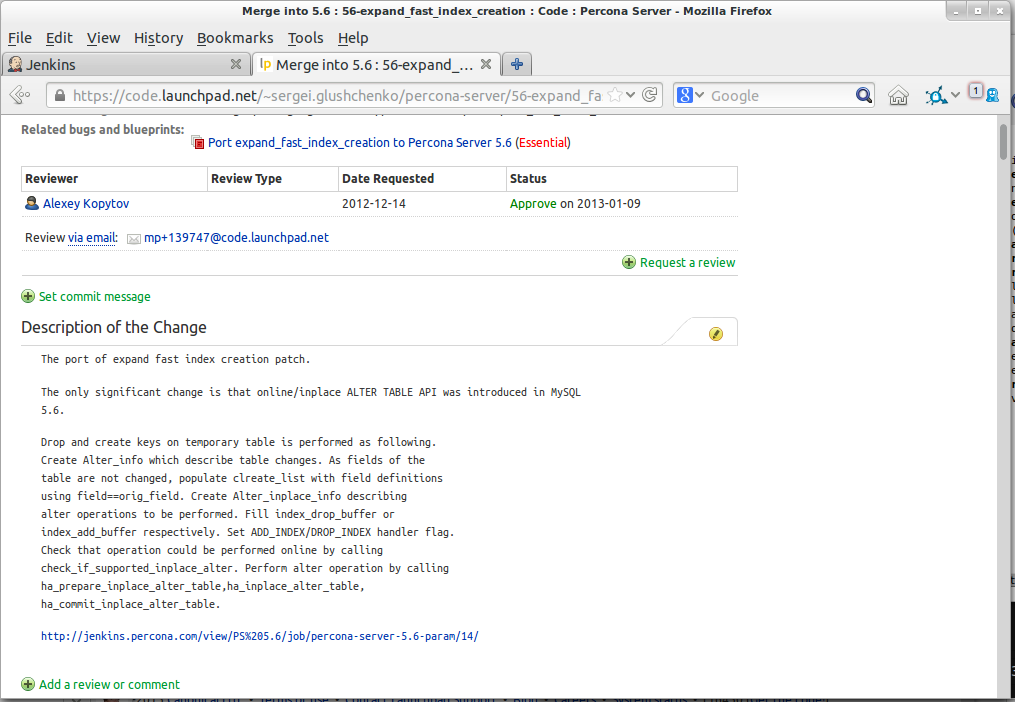 Merge into 5.6 : 56-expand_fast_index_creation : Code : Percona Server - Mozilla Firefox
File Edit View History Bookmarks Tools Help
Jenkins
lp Merge into 5.6 : 56-expand_...
https://code.launchpad.net/~sergei.glushchenko/percona-server/56-expand_fa
8 Google
1
Related bugs and blueprints:
Port expand_fast_index_creation to Percona Server 5.6 (Essential)
Reviewer Review Type Date Requested Status
Alexey Kopytov 2012-12-14 Approve on 2013-01-09
Review via email: mp+139747@code.launchpad.net
Request a review
Set commit message
Description of the Change
The port of expand fast index creation patch.
The only significant change is that online/inplace ALTER TABLE API was introduced in MySQL
5.6.
Drop and create keys on temporary table is performed as following.
Create Alter_info which describe table changes. As fields of the
table are not changed, populate clreate_list with field definitions
using field==orig_field. Create Alter_inplace_info describing
alter operations to be performed. Fill index_drop_buffer or
index_add_buffer respectively. Set ADD_INDEX/DROP_INDEX handler flag.
Check that operation could be performed online by calling
check_if_supported_inplace_alter. Perform alter operation by calling
ha_prepare_inplace_alter_table,ha_inplace_alter_table,
ha_commit_inplace_alter_table.
http://jenkins.percona.com/view/PS%205.6/job/percona-server-5.6-param/14/
Add a review or comment